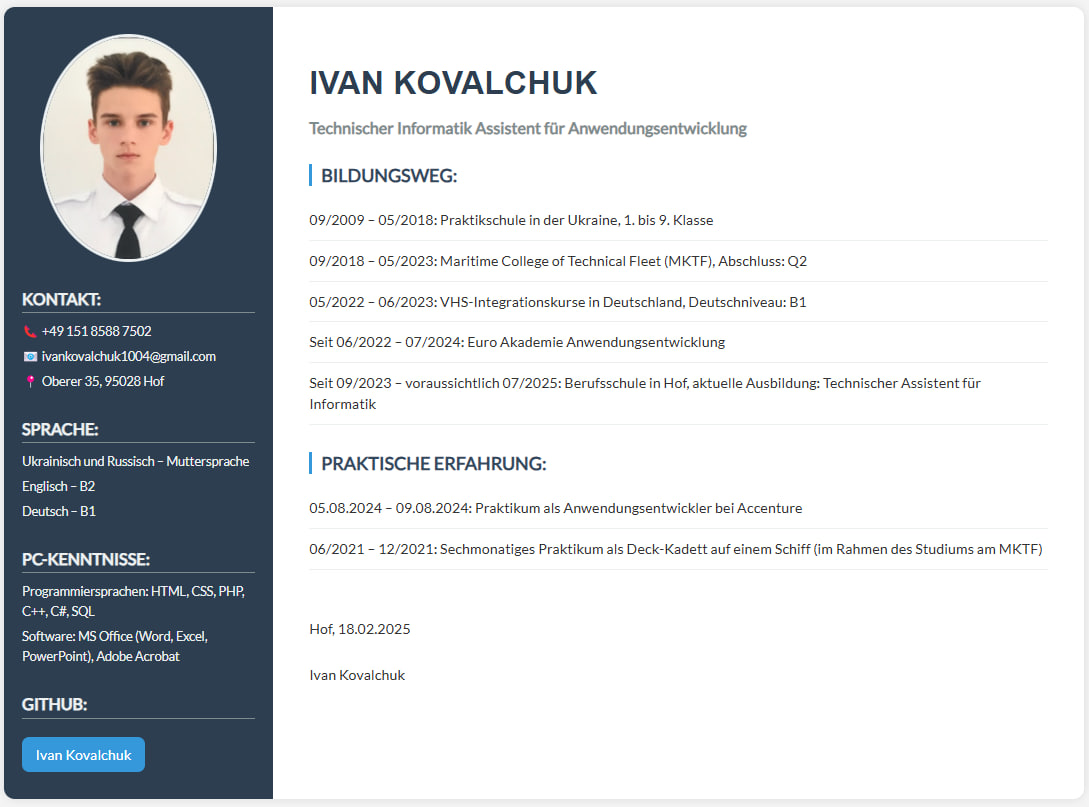 KONTAKT:
+49 151 8588 7502
ivankovalchuk1004@gmail.com
Oberer 35, 95028 Hof
SPRACHE:
Ukrainisch und Russisch – Muttersprache
Englisch – B2
Deutsch – B1
PC-KENNTNISSE:
Programmiersprachen: HTML, CSS, PHP,
C++, C#, SQL
Software: MS Office (Word, Excel,
PowerPoint), Adobe Acrobat
GITHUB:
Ivan Kovalchuk
IVAN KOVALCHUK
Technischer Informatik Assistent für Anwendungsentwicklung
BILDUNGSWEG:
09/2009 – 05/2018: Praktikschule in der Ukraine, 1. bis 9. Klasse
09/2018 – 05/2023: Maritime College of Technical Fleet (MKTF), Abschluss: Q2
05/2022 – 06/2023: VHS-Integrationskurse in Deutschland, Deutschniveau: B1
Seit 06/2022 – 07/2024: Euro Akademie Anwendungsentwicklung
Seit 09/2023 – voraussichtlich 07/2025: Berufsschule in Hof, aktuelle Ausbildung: Technischer Assistent für
Informatik
PRAKTISCHE ERFAHRUNG:
05.08.2024 – 09.08.2024: Praktikum als Anwendungsentwickler bei Accenture
06/2021 – 12/2021: Sechmonatiges Praktikum als Deck-Kadett auf einem Schiff (im Rahmen des Studiums am MKTF)
Hof, 18.02.2025
Ivan Kovalchuk